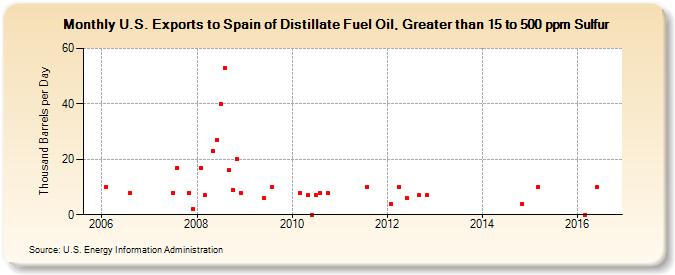 Monthly U.S. Exports to Spain of Distillate Fuel Oil, Greater than 15 to 500 ppm Sulfur
Thousand Barrels per Day
60
40
20
0
2006 2008 2010 2012 2014 2016
Source: U.S. Energy Information Administration